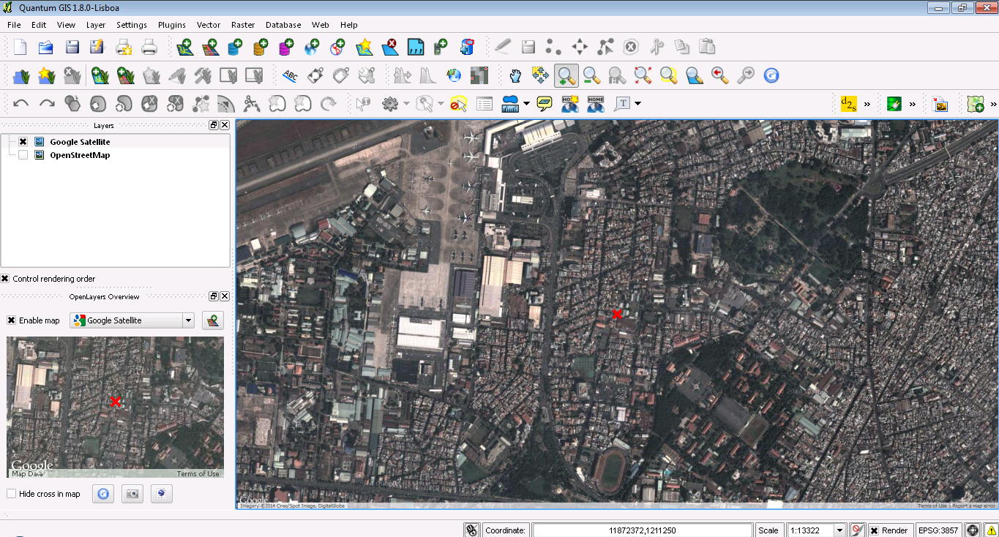 Quantum GIS 1.8.0-Lisboa
File Edit View Layer Settings Plugins Vector Raster Database Web Help
ABC
HOME HOME T d2s
Layers
Google Satellite
OpenStreetMap
Control rendering order
OpenLayers Overview
Enable map Google Satellite
Google
Map Data Terms of Use
Hide cross in map
Google
Imagery ©2014 Cnes/Spot Image, DigitalGlobe Terms of Use Report a map error
Coordinate: 11872372,1211250 Scale 1:13322 Render EPSG:3857